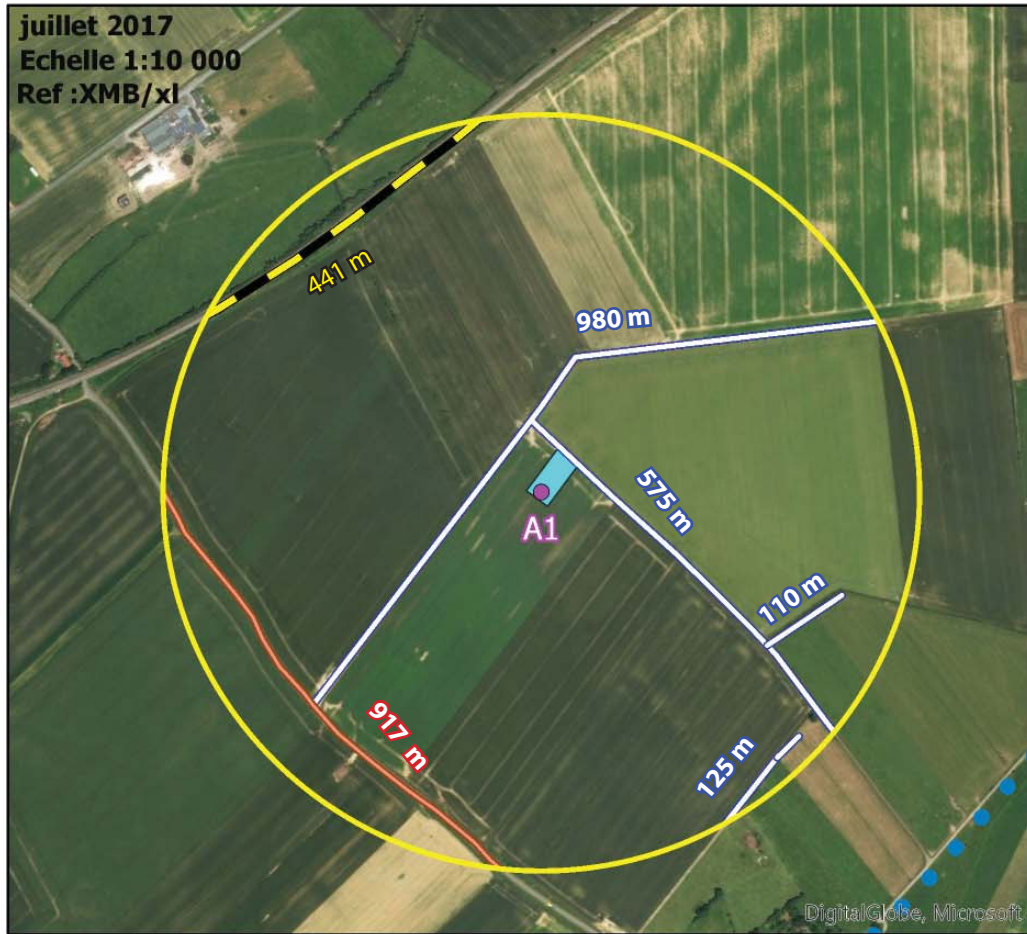 juillet 2017
Echelle 1:10 000
Ref :XMB/xl
441 m
980 m
575 m
A1
110 m
917 m
125 m
DigitalGlobe, Microsoft